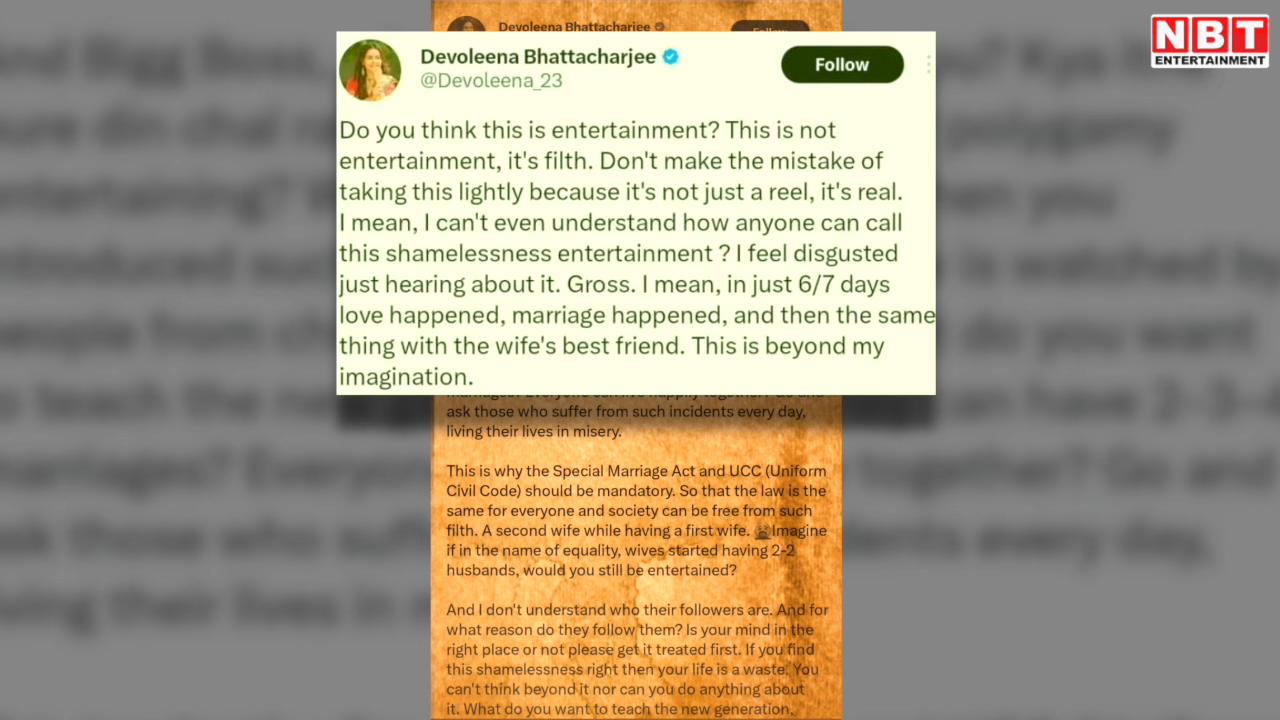 Devoleena Bhattacharjee
Follow
NBT
ENTERTAINMENT
Devoleena Bhattacharjee
@Devoleena_23
Follow
Do you think this is entertainment? This is not
entertainment, it's filth. Don't make the mistake of
taking this lightly because it's not just a reel, it's real.
I mean, I can't even understand how anyone can call
this shamelessness entertainment ? I feel disgusted
just hearing about it. Gross. I mean, in just 6/7 days
love happened, marriage happened, and then the same
thing with the wife's best friend. This is beyond my
imagination.
ask those who suffer from such incidents every day,
living their lives in misery.
This is why the Special Marriage Act and UCC (Uniform
Civil Code) should be mandatory. So that the law is the
same for everyone and society can be free from such
filth. A second wife while having a first wife. 😫Imagine
if in the name of equality, wives started having 2-2
husbands, would you still be entertained?
And I don't understand who their followers are. And for
what reason do they follow them? Is your mind in the
right place or not please get it treated first. If you find
this shamelessness right then your life is a waste. You
can't think beyond it nor can you do anything about
it. What do you want to teach the new generation,